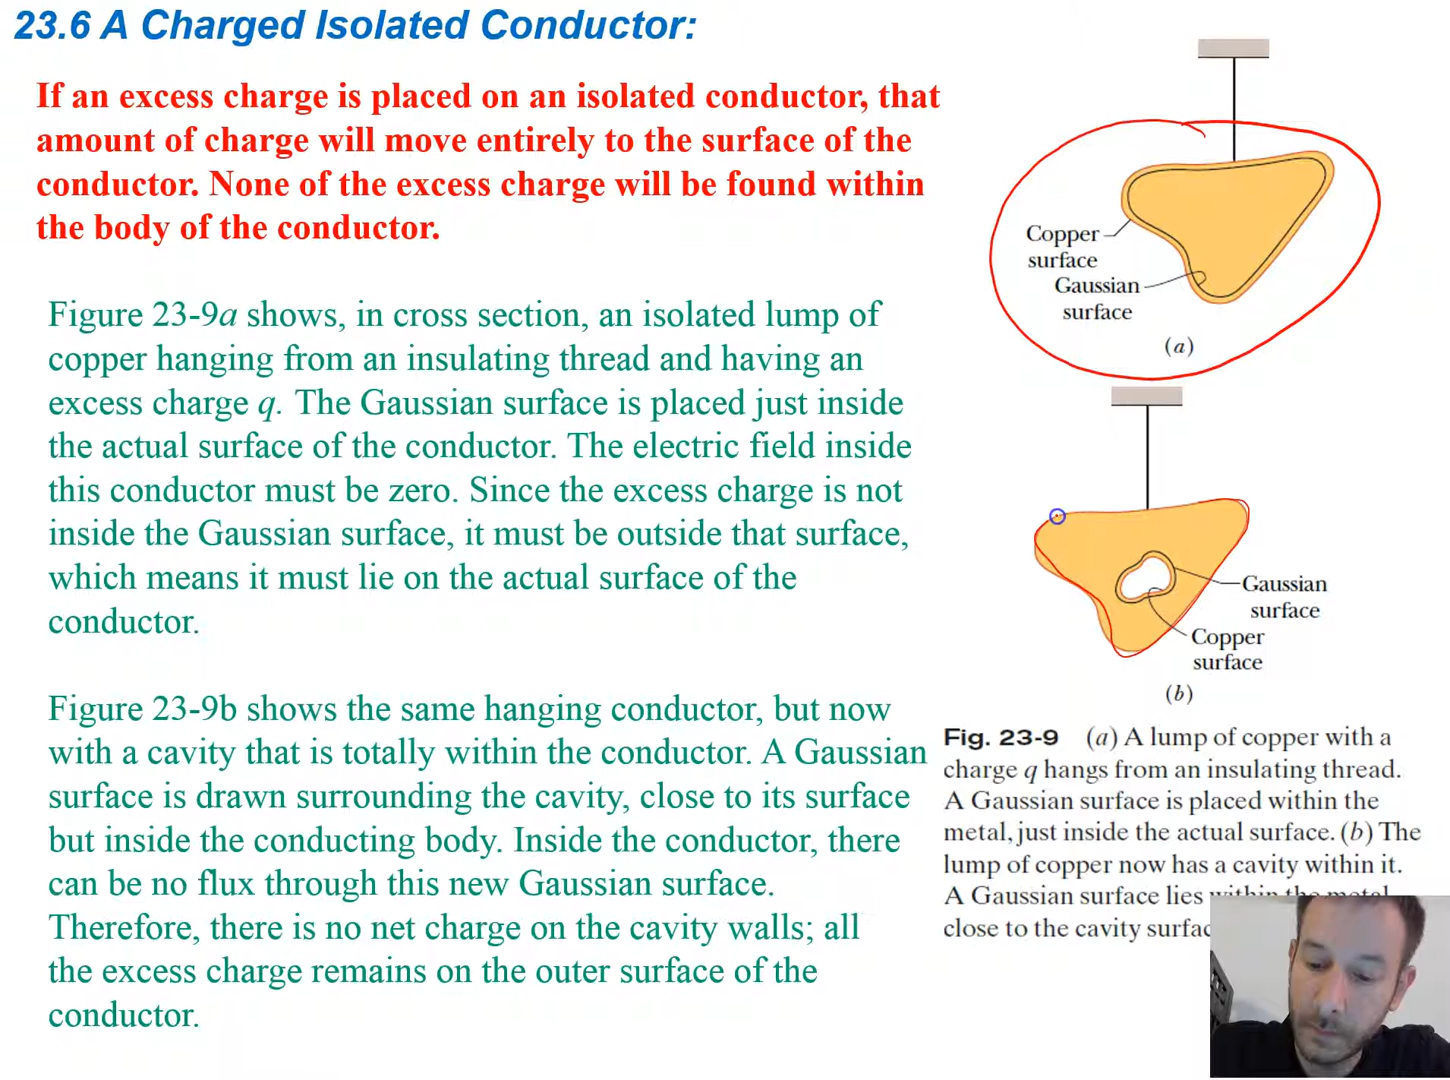 23.6 A Charged Isolated Conductor:
If an excess charge is placed on an isolated conductor, that
amount of charge will move entirely to the surface of the
conductor. None of the excess charge will be found within
the body of the conductor.
Figure 23-9a shows, in cross section, an isolated lump of
copper hanging from an insulating thread and having an
excess charge q. The Gaussian surface is placed just inside
the actual surface of the conductor. The electric field inside
this conductor must be zero. Since the excess charge is not
inside the Gaussian surface, it must be outside that surface,
which means it must lie on the actual surface of the
conductor.
Figure 23-9b shows the same hanging conductor, but now
with a cavity that is totally within the conductor. A Gaussian
surface is drawn surrounding the cavity, close to its surface
but inside the conducting body. Inside the conductor, there
can be no flux through this new Gaussian surface.
Therefore, there is no net charge on the cavity walls; all
the excess charge remains on the outer surface of the
conductor.
Copper
surface
Gaussian
surface
(a)
Gaussian
surface
Copper
surface
(b)
Fig. 23-9 (a) A lump of copper with a
charge q hangs from an insulating thread.
A Gaussian surface is placed within the
metal, just inside the actual surface. (b) The
lump of copper now has a cavity within it.
A Gaussian surface lies within the metal
close to the cavity